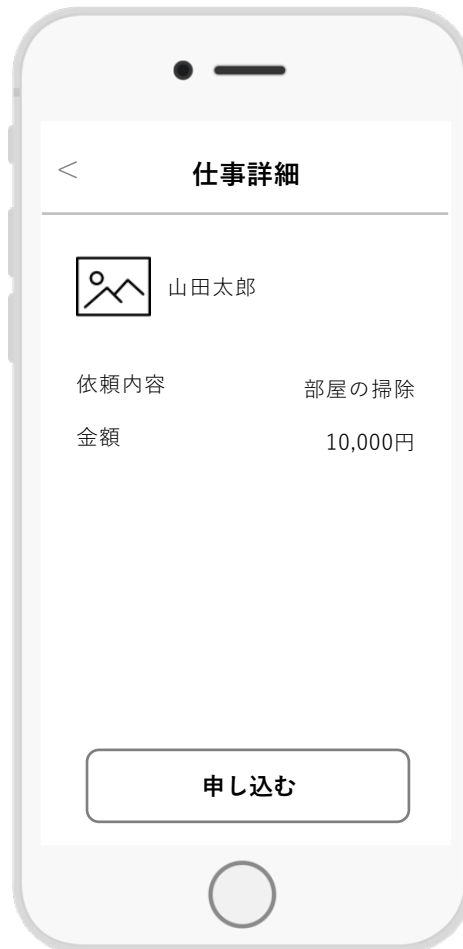 <
仕事詳細
山田太郎
依頼内容 部屋の掃除
金額 10,000円
申し込む